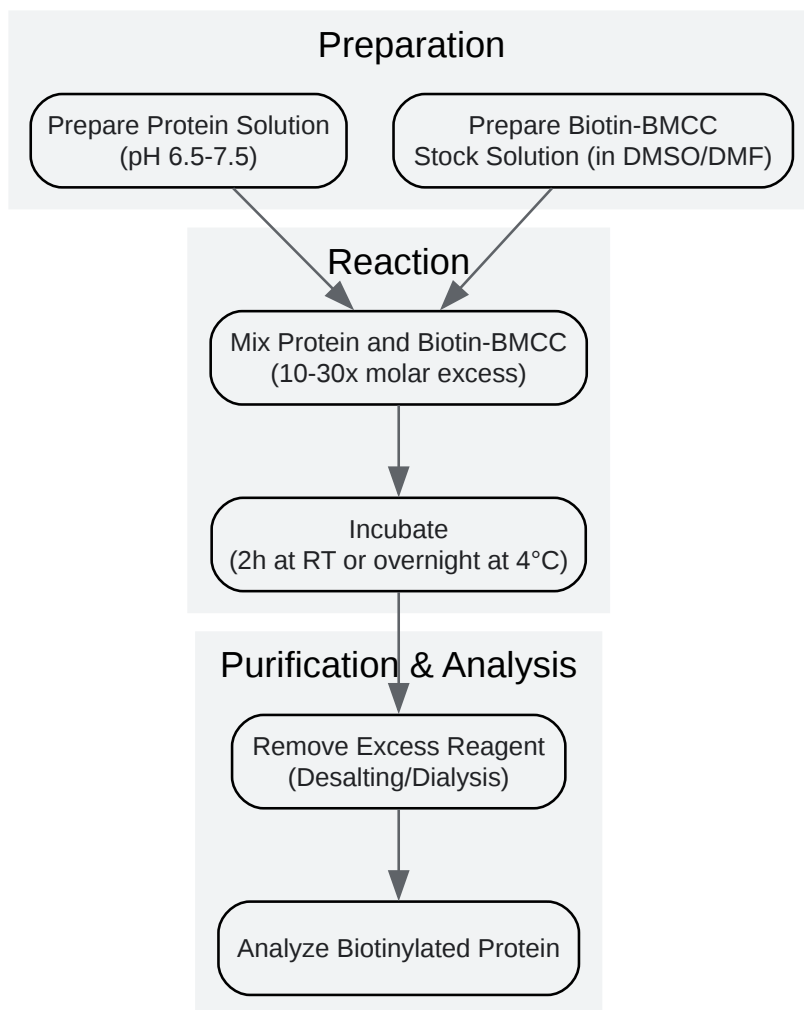 Preparation
Prepare Protein Solution
(pH 6.5-7.5)
Prepare Biotin-BMCC
Stock Solution (in DMSO/DMF)
Reaction
Mix Protein and Biotin-BMCC
(10-30x molar excess)
Incubate
(2h at RT or overnight at 4°C)
Purification & Analysis
Remove Excess Reagent
(Desalting/Dialysis)
Analyze Biotinylated Protein